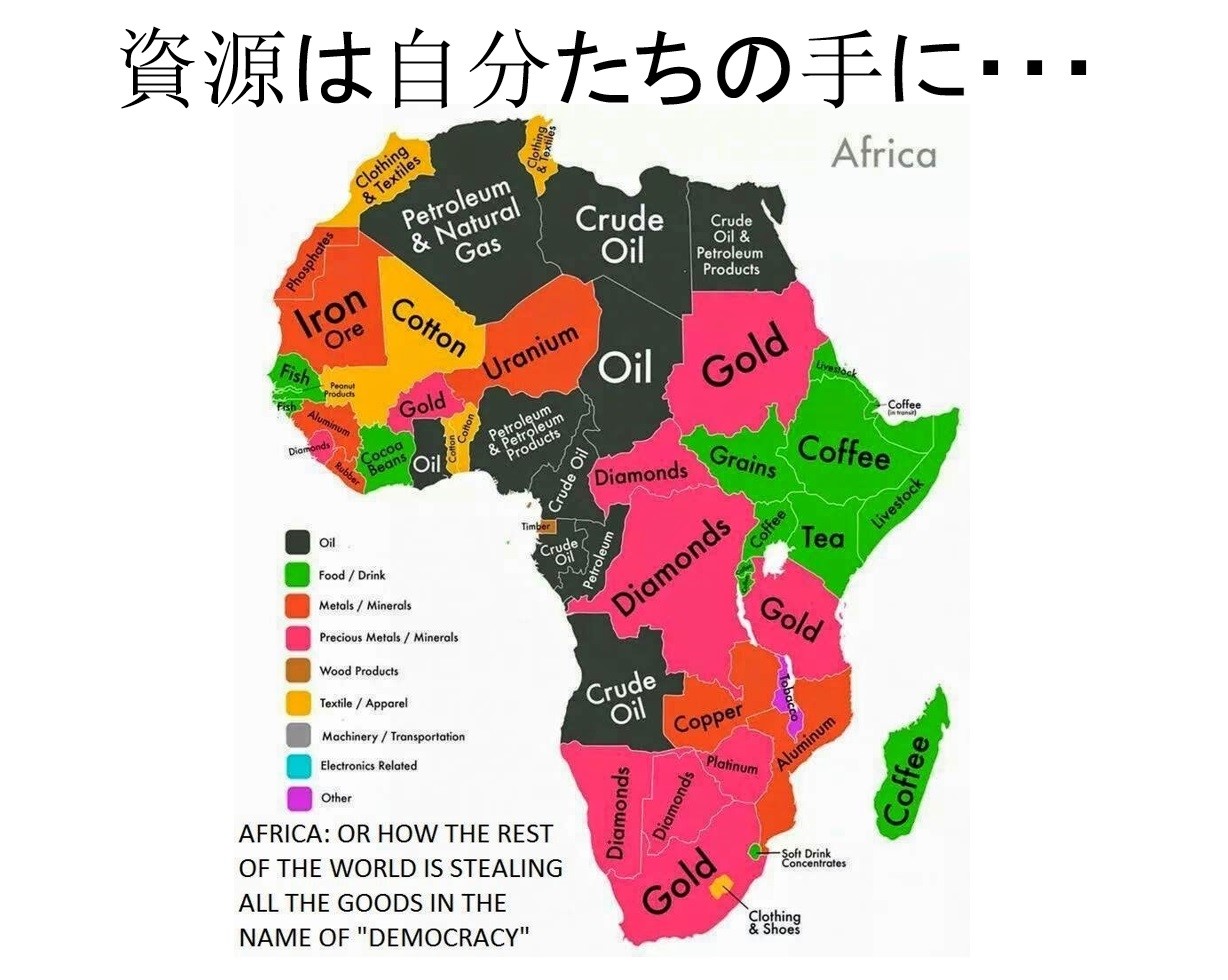 資源は自分たちの手に・・・
Africa
Clothing
& Textiles
Clothing
& Textiles
Petroleum
& Natural
Gas
Crude
Oil
Crude
Oil &
Petroleum
Products
Phosphates
Iron
Ore
Cotton
Uranium
Oil
Gold
Fish
Peanut
Products
Fish
Gold
Livestock
Coffee
(in transit)
Aluminum
Diamonds
Rubber
Cocoa
Beans
Oil
Cotton
Cotton
Petroleum
& Petroleum
Products
Crude Oil
Diamonds
Grains
Coffee
Livestock
Timber
Crude
Oil
Petroleum
Diamonds
Coffee
Tea
Gold
Crude
Oil
Copper
Tobacco
Aluminum
Diamonds
Diamonds
Platinum
Coffee
Gold
Soft Drink
Concentrates
Clothing
& Shoes
Oil
Food / Drink
Metals / Minerals
Precious Metals / Minerals
Wood Products
Textile / Apparel
Machinery / Transportation
Electronics Related
Other
AFRICA: OR HOW THE REST
OF THE WORLD IS STEALING
ALL THE GOODS IN THE
NAME OF "DEMOCRACY"